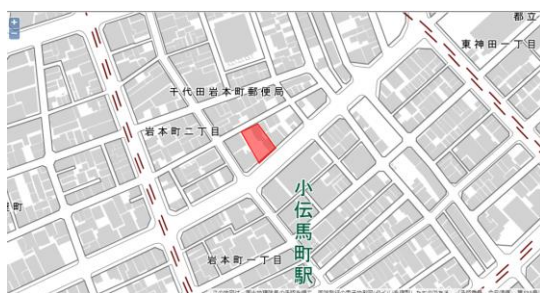 都立
東神田一丁目
千代田岩本町郵便局
岩本町二丁目
町
小伝馬町駅
岩本町一丁目